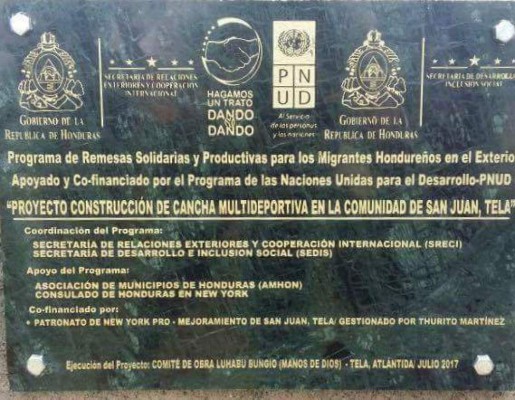 GOBIERNO DE LA
REPÚBLICA DE HONDURAS
SECRETARÍA DE RELACIONES
EXTERIORES Y COOPERACIÓN
INTERNACIONAL
HAGAMOS
UN TRATO
DANDO
DANDO
PNUD
Al Servicio
de las personas
y las naciones
GOBIERNO DE LA
REPÚBLICA DE HONDURAS
SECRETARÍA DE DESARROLLO
INCLUSIÓN SOCIAL
Programa de Remesas Solidarias y Productivas para los Migrantes Hondureños en el Exterio
Apoyado y Co-financiado por el Programa de las Naciones Unidas para el Desarrollo-PNUD
"PROYECTO CONSTRUCCIÓN DE CANCHA MULTIDEPORTIVA EN LA COMUNIDAD DE SAN JUAN, TELA"
Coordinación del Programa:
SECRETARÍA DE RELACIONES EXTERIORES Y COOPERACIÓN INTERNACIONAL (SRECI)
SECRETARÍA DE DESARROLLO E INCLUSION SOCIAL (SEDIS)
Apoyo del Programa:
ASOCIACIÓN DE MUNICIPIOS DE HONDURAS (AMHON)
CONSULADO DE HONDURAS EN NEW YORK
Co-financiado por:
• PATRONATO DE NEW YORK PRO - MEJORAMIENTO DE SAN JUAN, TELA/ GESTIONADO POR THURITO MARTÍNEZ
Ejecución del Proyecto: COMITÉ DE OBRA LUHABU BUNGIO (MANOS DE DIOS) - TELA, ATLÁNTIDA/ JULIO 2017